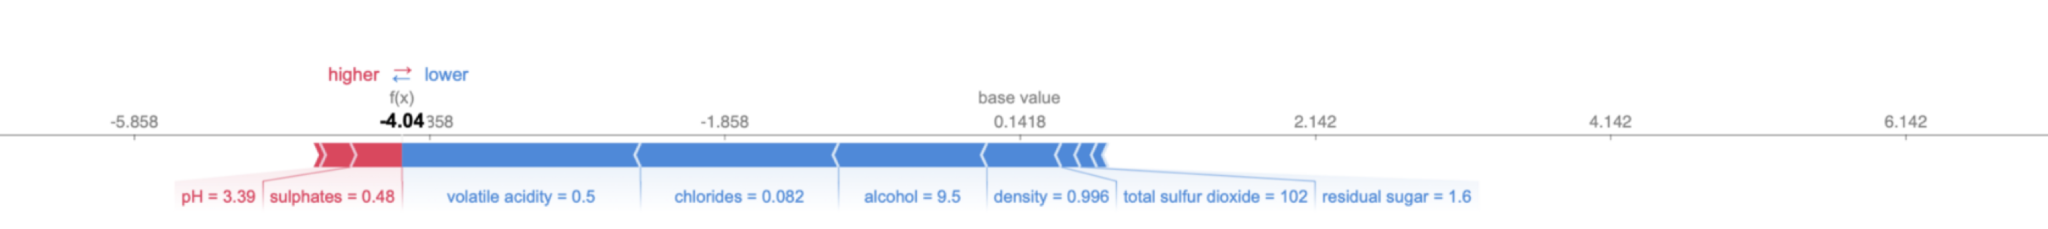 higher lower
f(x) base value
-5.858 -4.04 358 -1.858 0.1418 2.142 4.142 6.142
pH = 3.39 sulphates = 0.48 volatile acidity = 0.5 chlorides = 0.082 alcohol = 9.5 density = 0.996 total sulfur dioxide = 102 residual sugar = 1.6